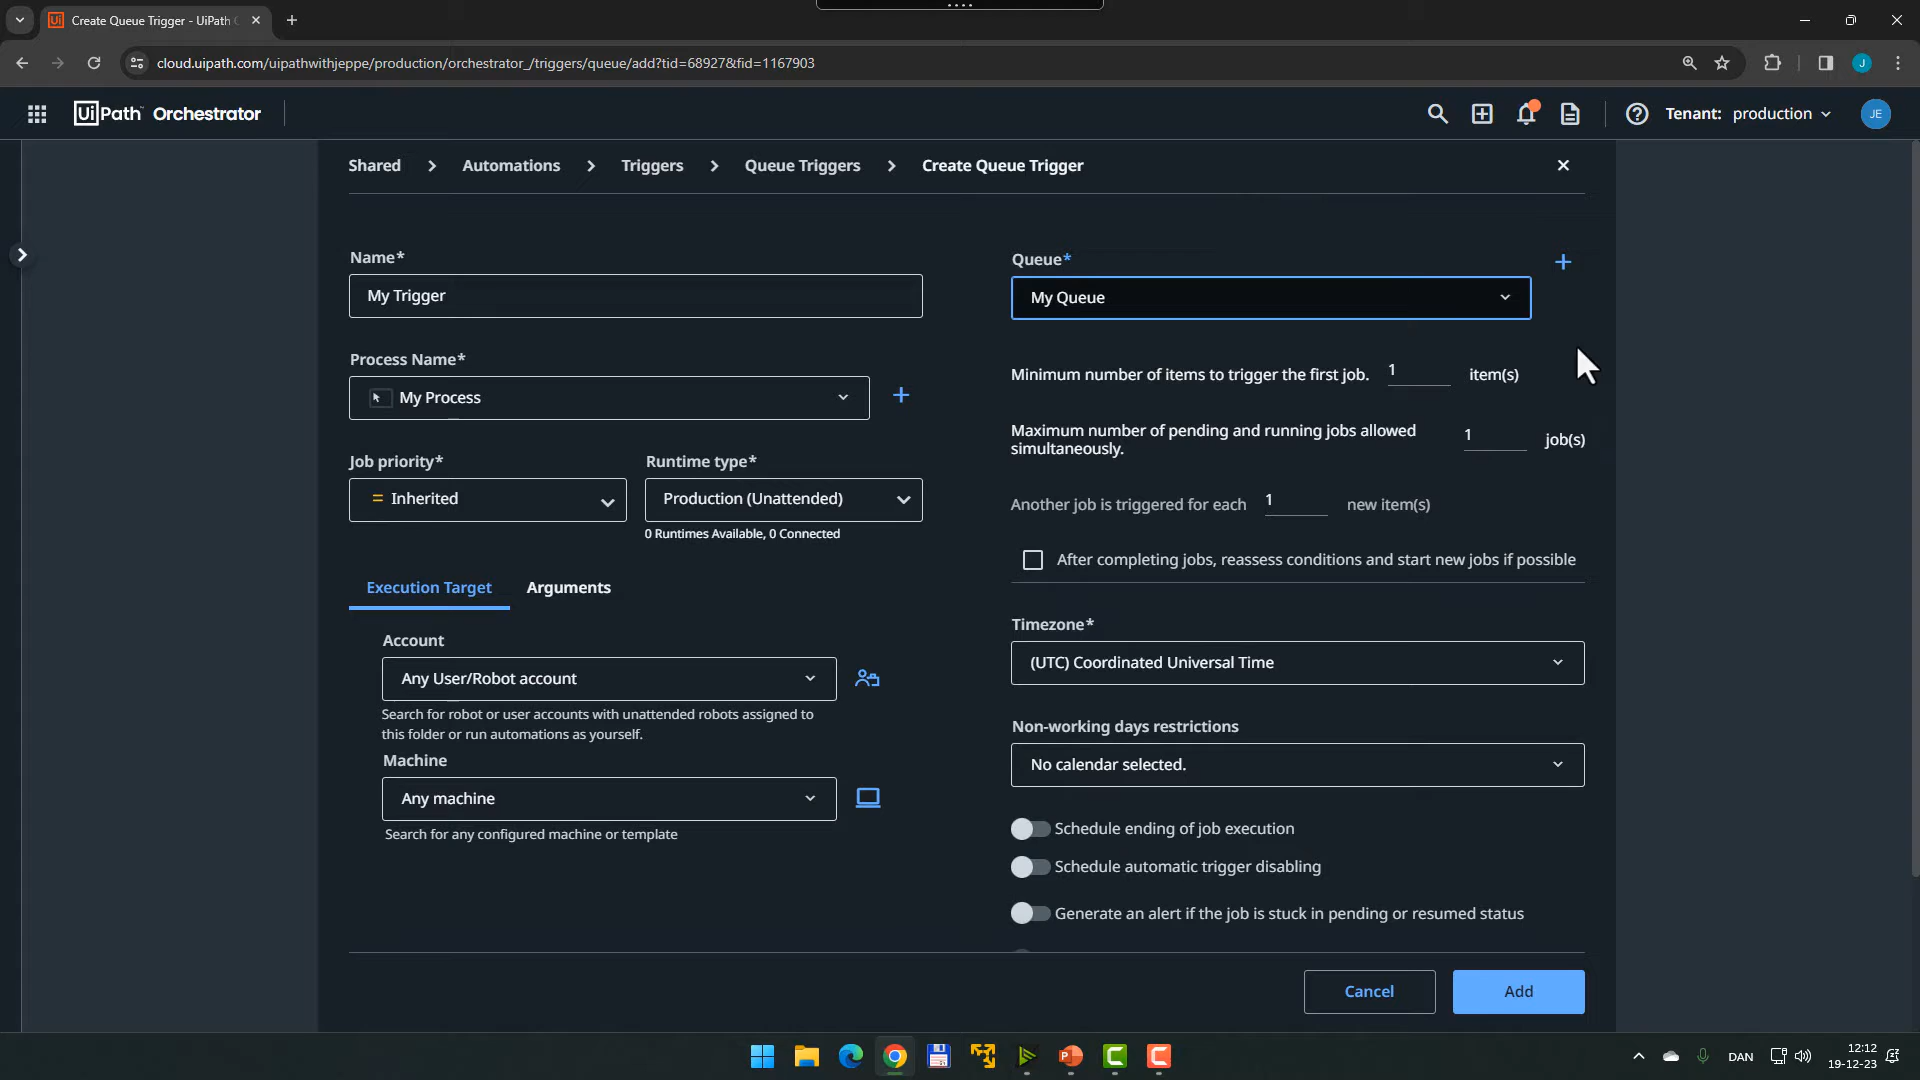 Create Queue Trigger - UiPath
cloud.uipath.com/uipathwithjeppe/production/orchestrator_/triggers/queue/add?tid=68927&fid=1167903
J
UiPath Orchestrator
Tenant: production
JE
Shared
Automations
Triggers
Queue Triggers
Create Queue Trigger
Name*
My Trigger
Process Name*
My Process
Job priority*
Inherited
Runtime type*
Production (Unattended)
0 Runtimes Available, 0 Connected
Execution Target
Arguments
Account
Any User/Robot account
Search for robot or user accounts with unattended robots assigned to
this folder or run automations as yourself.
Machine
Any machine
Search for any configured machine or template
Queue*
My Queue
Minimum number of items to trigger the first job. 1 item(s)
Maximum number of pending and running jobs allowed
simultaneously. 1 job(s)
Another job is triggered for each 1 new item(s)
After completing jobs, reassess conditions and start new jobs if possible
Timezone*
(UTC) Coordinated Universal Time
Non-working days restrictions
No calendar selected.
Schedule ending of job execution
Schedule automatic trigger disabling
Generate an alert if the job is stuck in pending or resumed status
Cancel
Add
DAN
12:12
19-12-23